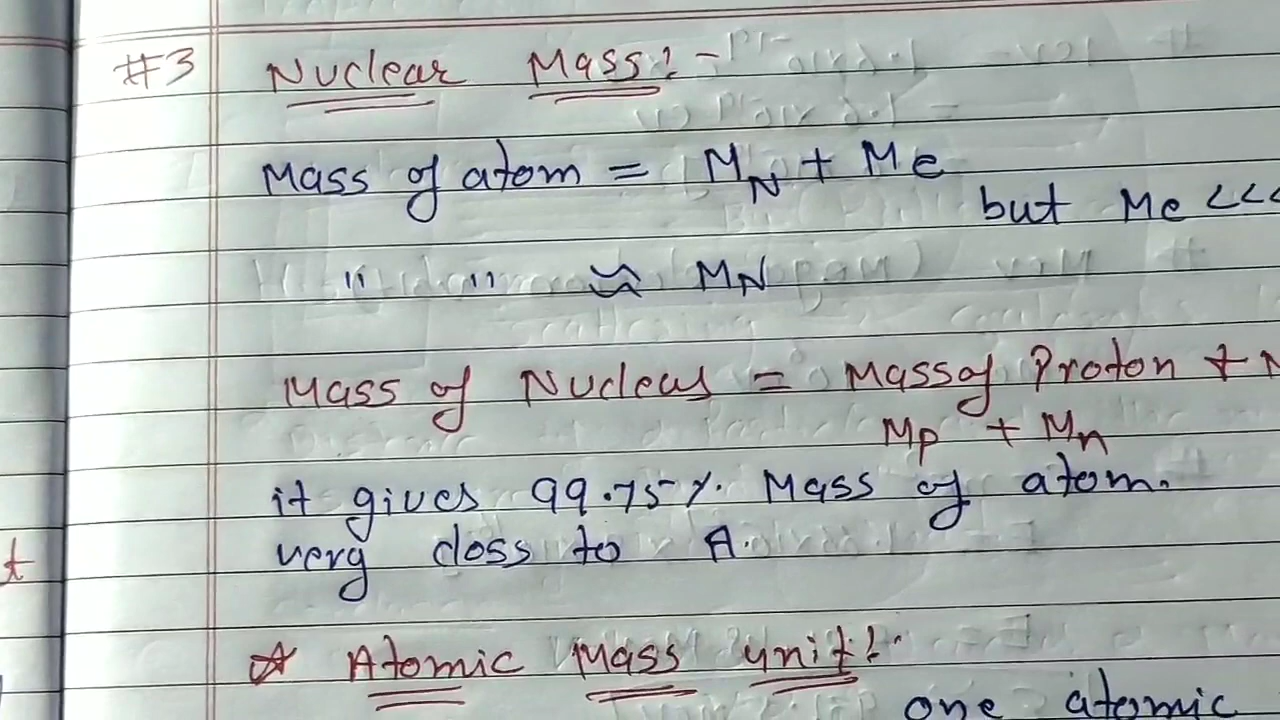 #3 Nuclear Mass:-
Mass of atom = MN + Me
but Me <<<
" " ≈ MN
Mass of Nucleus = Mass of Proton + N
Mp + Mn
it gives 99.75% Mass of atom.
very closs to A.
Atomic Mass unit:-
one atomic